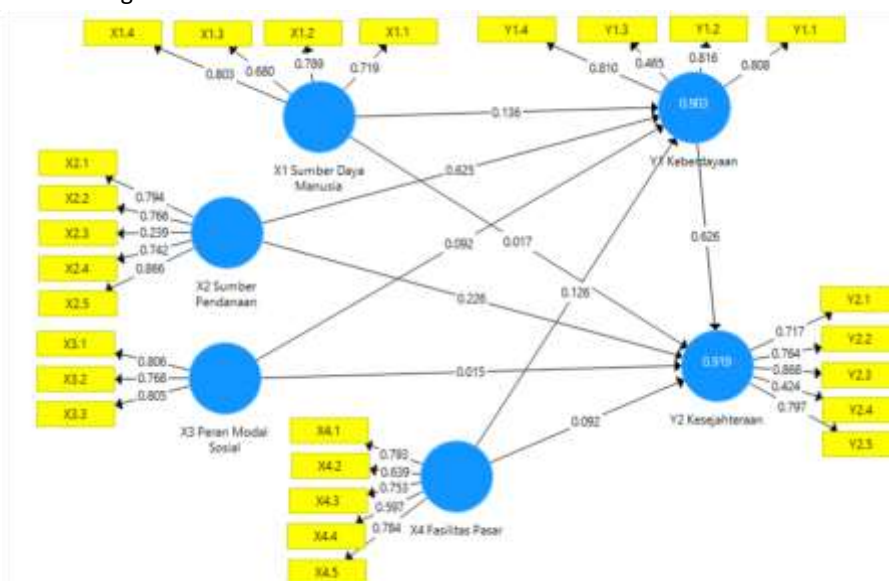 X1.4
X1.3
X1.2
X1.1
Y1.4
Y1.3
Y1.2
Y1.1
0.803
0.680
0.789
0.719
0.810
0.465
0.816
0.808
0.903
X1 Sumber Daya
Manusia
Y1 Keberdayaan
0.136
0.625
0.092
0.017
0.126
0.626
X2.1
X2.2
X2.3
X2.4
X2.5
0.794
0.766
0.239
0.742
0.866
X2 Sumber
Pendanaan
0.226
0.015
0.092
X3.1
X3.2
X3.3
0.806
0.766
0.805
X3 Peran Modal
Sosial
0.919
Y2 Kesejahteraan
Y2.1
Y2.2
Y2.3
Y2.4
Y2.5
0.717
0.764
0.868
0.424
0.797
X4.1
X4.2
X4.3
X4.4
X4.5
0.793
0.639
0.753
0.597
0.784
X4 Fasilitas Pasar